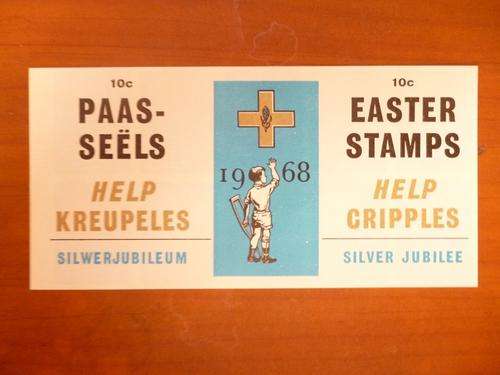 10c
PAAS-
SEËLS
HELP
KREUPELES
SILWERJUBILEUM
1968
10c
EASTER
STAMPS
HELP
CRIPPLES
SILVER JUBILEE